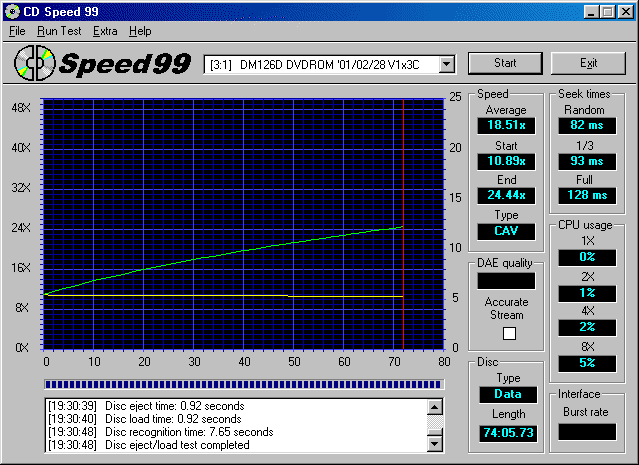 CD Speed 99
File Run Test Extra Help
Speed 99
[3:1] DM126D DVDROM '01/02/28 V1x3C
Start
Exit
48X
40X
32X
24X
16X
8X
0X
25
20
15
10
5
0
0 10 20 30 40 50 60 70 80
Speed
Average
18.51x
Start
10.89x
End
24.44x
Type
CAV
DAE quality
Accurate
Stream
Disc
Type
Data
Length
74:05.73
Seek times
Random
82 ms
1/3
93 ms
Full
128 ms
CPU usage
1X
0%
2X
1%
4X
2%
8X
5%
Interface
Burst rate
[19:30:39] Disc eject time: 0.92 seconds
[19:30:40] Disc load time: 0.92 seconds
[19:30:48] Disc recognition time: 7.65 seconds
[19:30:48] Disc eject/load test completed